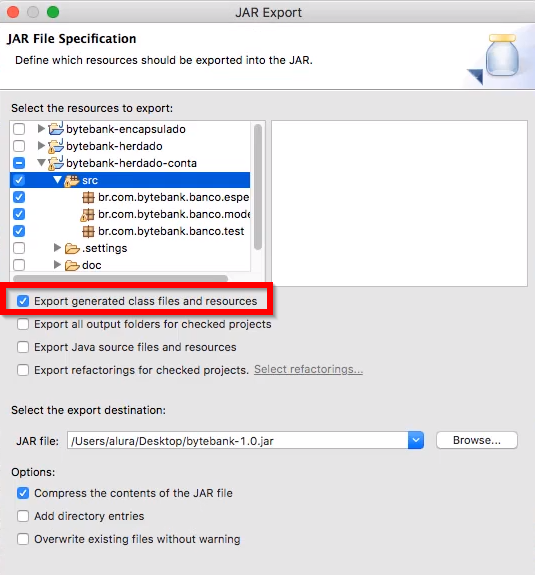 JAR Export
JAR File Specification
Define which resources should be exported into the JAR.
Select the resources to export:
bytebank-encapsulado
bytebank-herdado
bytebank-herdado-conta
src
br.com.bytebank.banco.espe
br.com.bytebank.banco.mode
br.com.bytebank.banco.test
.settings
doc
Export generated class files and resources
Export all output folders for checked projects
Export Java source files and resources
Export refactorings for checked projects. Select refactorings...
Select the export destination:
JAR file: /Users/alura/Desktop/bytebank-1.0.jar Browse...
Options:
Compress the contents of the JAR file
Add directory entries
Overwrite existing files without warning